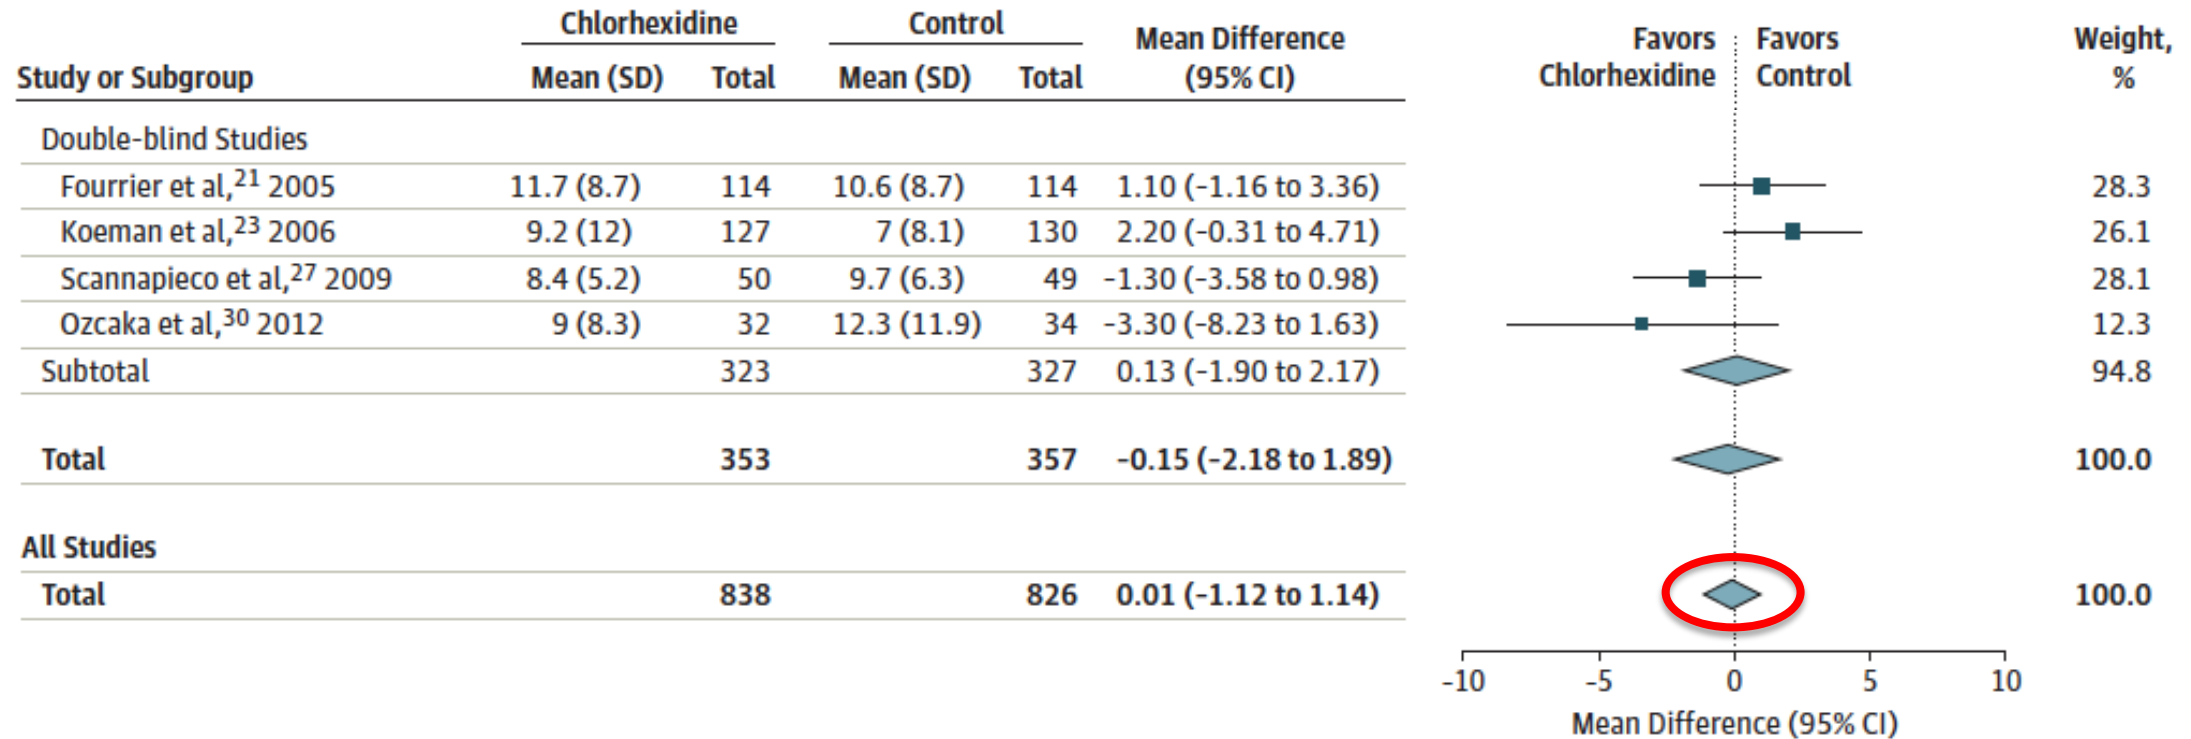 Chlorhexidine Control Mean Difference Favors Favors Weight,
Study or Subgroup Mean (SD) Total Mean (SD) Total (95% CI) Chlorhexidine Control %
Double-blind Studies
Fourrier et al,21 2005 11.7 (8.7) 114 10.6 (8.7) 114 1.10 (-1.16 to 3.36) 28.3
Koeman et al,23 2006 9.2 (12) 127 7 (8.1) 130 2.20 (-0.31 to 4.71) 26.1
Scannapieco et al,27 2009 8.4 (5.2) 50 9.7 (6.3) 49 -1.30 (-3.58 to 0.98) 28.1
Ozcaka et al,30 2012 9 (8.3) 32 12.3 (11.9) 34 -3.30 (-8.23 to 1.63) 12.3
Subtotal 323 327 0.13 (-1.90 to 2.17) 94.8
Total 353 357 -0.15 (-2.18 to 1.89) 100.0
All Studies
Total 838 826 0.01 (-1.12 to 1.14) 100.0
-10 -5 0 5 10
Mean Difference (95% CI)